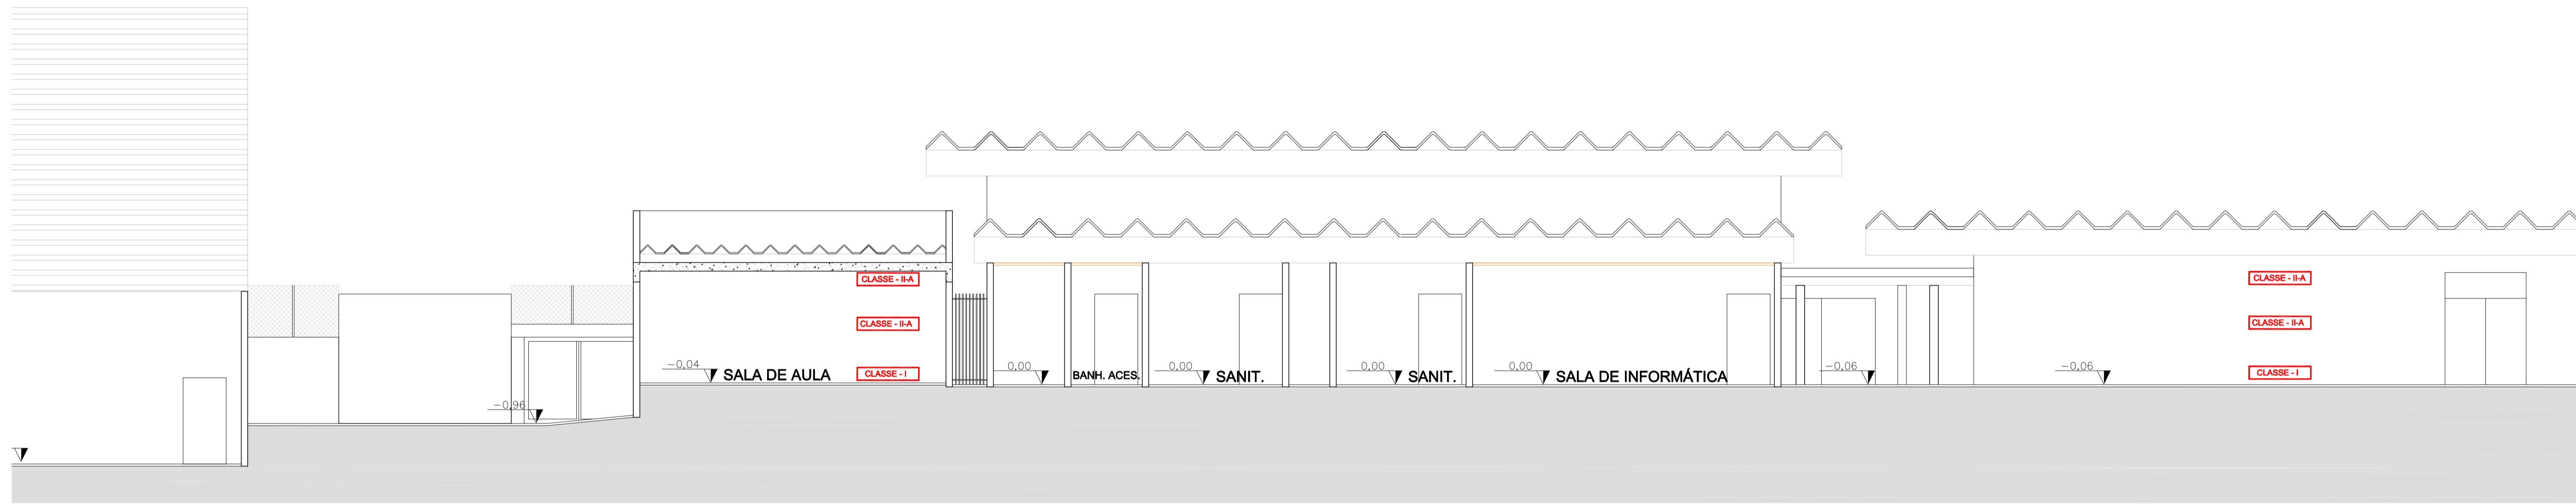 CLASSE - II-A
CLASSE - II-A
CLASSE - II-A
CLASSE - II-A
-0,04
SALA DE AULA
CLASSE - I
0,00
BANH. ACES.
0,00
SANIT.
0,00
SANIT.
0,00
SALA DE INFORMÁTICA
-0,06
-0,06
CLASSE - I
-0,96